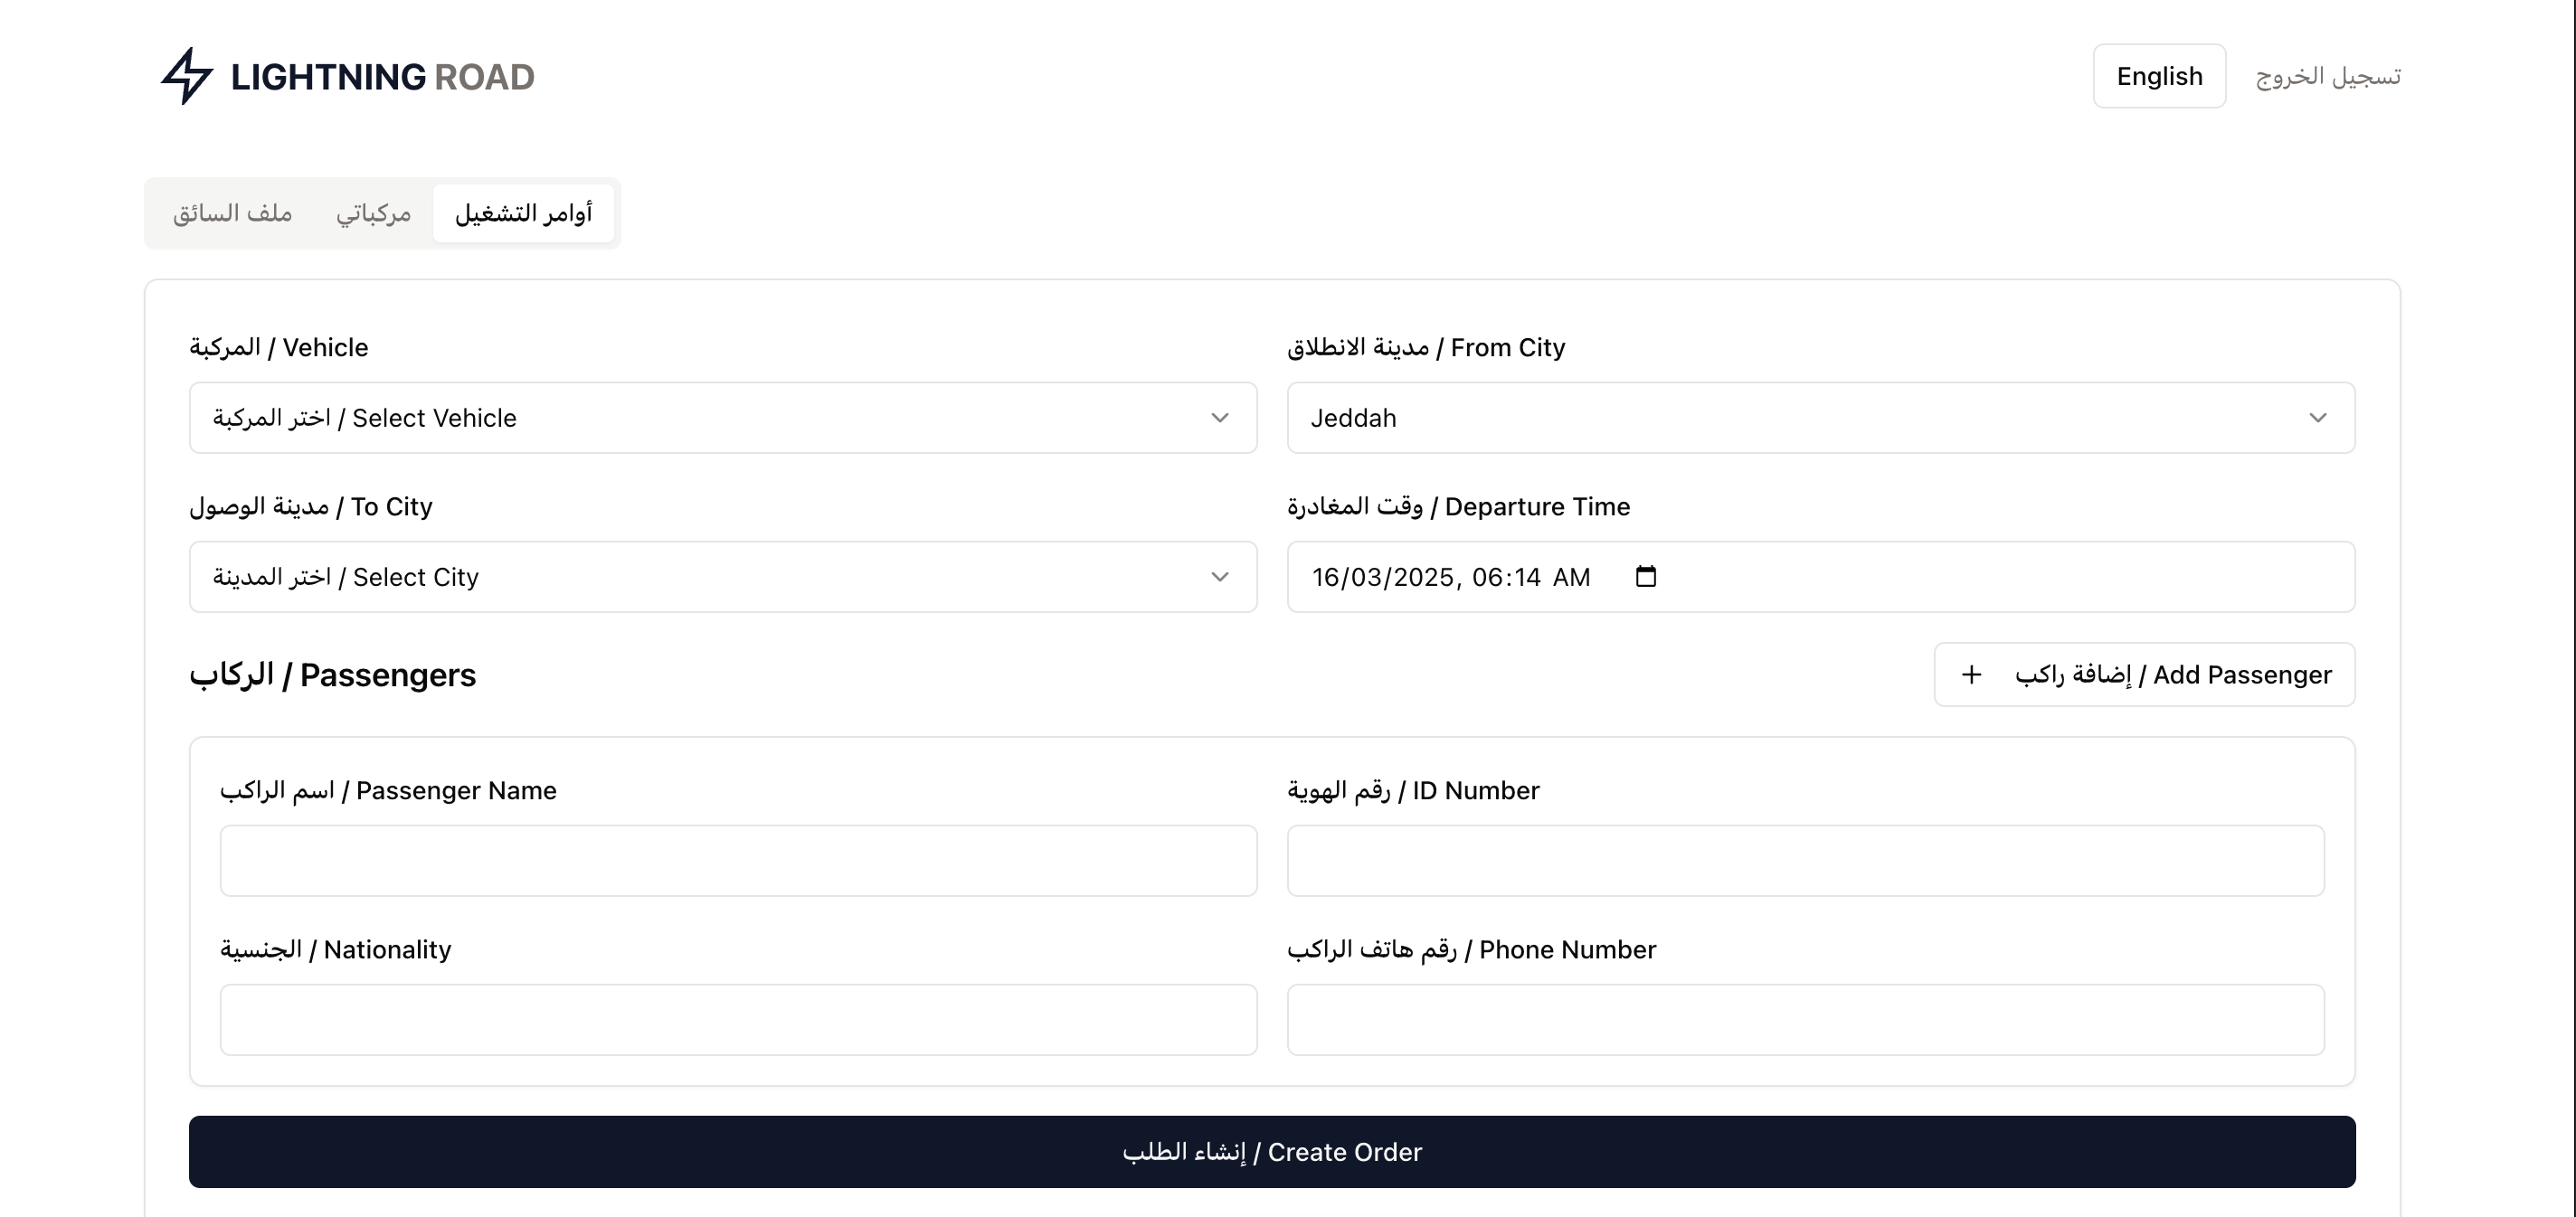 LIGHTNING ROAD
English
تسجيل الخروج
أوامر التشغيل
مركباتي
ملف السائق
المركبة / Vehicle
مدينة الانطلاق / From City
اختر المركبة / Select Vehicle
Jeddah
مدينة الوصول / To City
وقت المغادرة / Departure Time
اختر المدينة / Select City
16/03/2025, 06:14 AM
الركاب / Passengers
+ إضافة راكب / Add Passenger
اسم الراكب / Passenger Name
رقم الهوية / ID Number
الجنسية / Nationality
رقم هاتف الراكب / Phone Number
إنشاء الطلب / Create Order